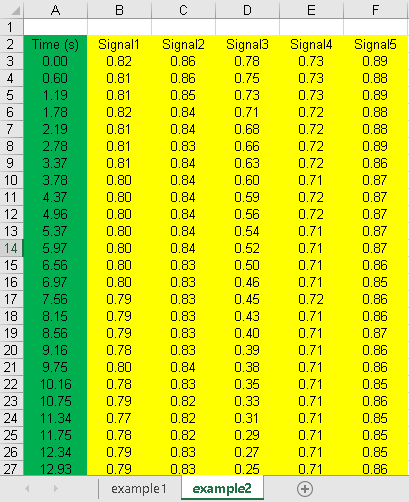 A B C D E F
1
2 Time (s) Signal1 Signal2 Signal3 Signal4 Signal5
3 0.00 0.82 0.86 0.78 0.73 0.89
4 0.60 0.81 0.86 0.75 0.73 0.88
5 1.19 0.81 0.85 0.73 0.73 0.89
6 1.78 0.82 0.84 0.71 0.72 0.88
7 2.19 0.81 0.84 0.68 0.72 0.88
8 2.78 0.81 0.83 0.66 0.72 0.89
9 3.37 0.81 0.84 0.63 0.72 0.86
10 3.78 0.80 0.84 0.60 0.71 0.87
11 4.37 0.80 0.84 0.59 0.72 0.87
12 4.96 0.80 0.84 0.56 0.72 0.87
13 5.37 0.80 0.84 0.54 0.71 0.87
14 5.97 0.80 0.84 0.52 0.71 0.87
15 6.56 0.80 0.83 0.50 0.71 0.86
16 6.97 0.80 0.83 0.46 0.71 0.85
17 7.56 0.79 0.83 0.45 0.72 0.86
18 8.15 0.79 0.83 0.43 0.71 0.86
19 8.56 0.79 0.83 0.40 0.71 0.87
20 9.16 0.78 0.83 0.39 0.71 0.86
21 9.75 0.80 0.84 0.38 0.71 0.86
22 10.16 0.78 0.83 0.35 0.71 0.85
23 10.75 0.79 0.82 0.33 0.71 0.86
24 11.34 0.77 0.82 0.31 0.71 0.85
25 11.75 0.78 0.82 0.29 0.71 0.85
26 12.34 0.79 0.83 0.27 0.71 0.85
27 12.93 0.79 0.83 0.25 0.71 0.86
example1 example2